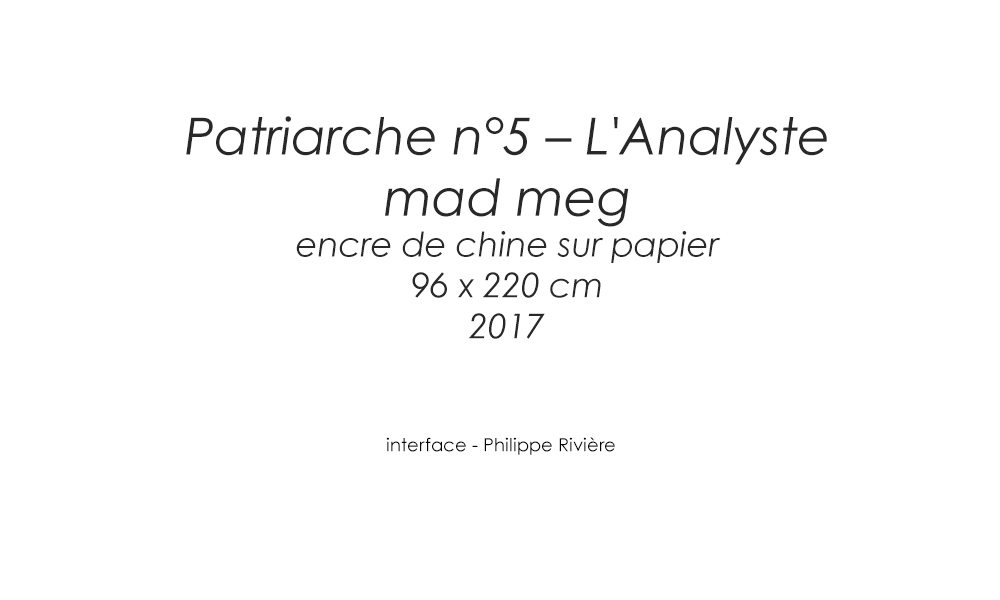 Patriarche n°5 – L'Analyste
mad meg
encre de chine sur papier
96 x 220 cm
2017
interface - Philippe Rivière